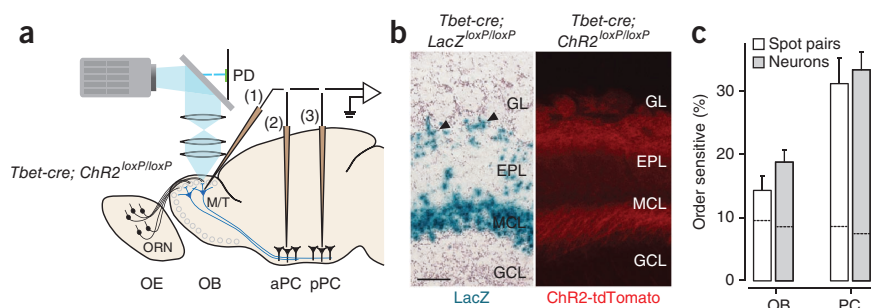 a
PD
(1)
(2)
(3)
Tbet-cre; ChR2loxP/loxP
M/T
ORN
OE
OB
aPC
pPC
b
Tbet-cre;
LacZloxP/loxP
Tbet-cre;
ChR2loxP/loxP
GL
EPL
MCL
GCL
GL
EPL
MCL
GCL
LacZ
ChR2-tdTomato
c
Spot pairs
Neurons
Order sensitive (%)
30
20
10
0
OB
PC